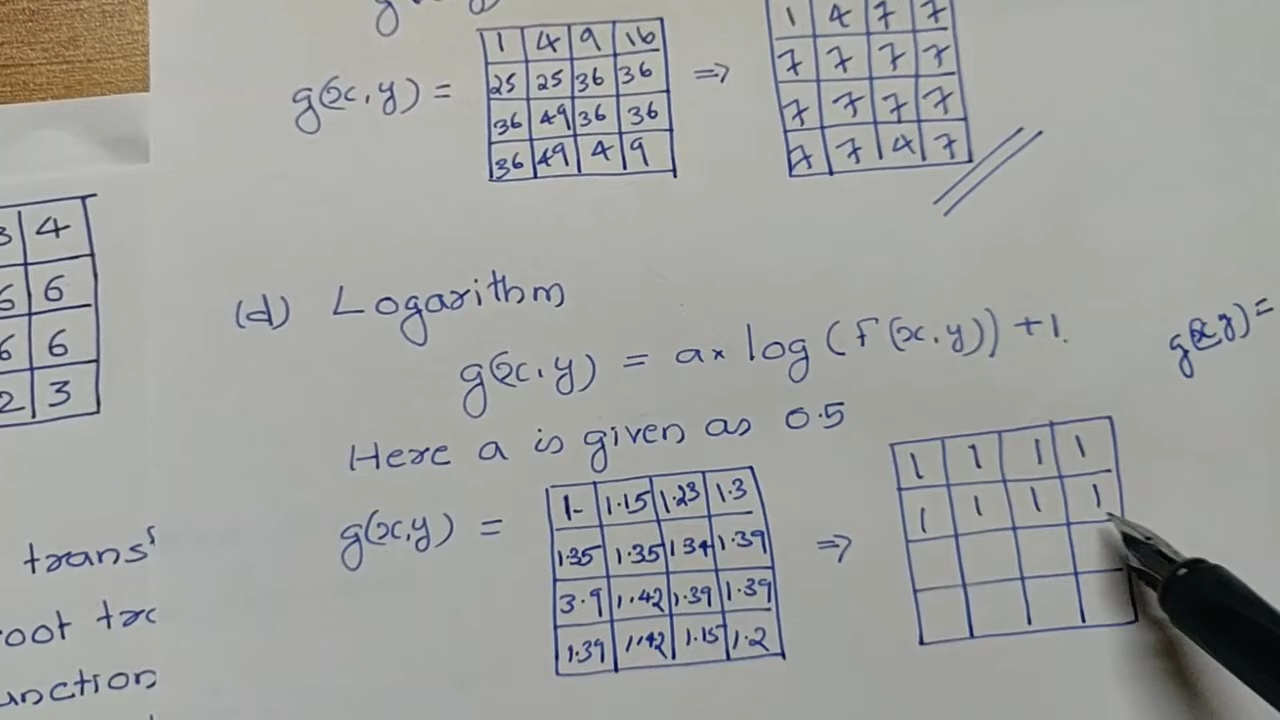 1 4 9 16
25 25 36 36
36 49 36 36
36 49 4 9
g(x,y) = ⇒
1 4 7 7
7 7 7 7
7 7 7 7
7 7 4 7
3 4
6 6
6 6
2 3
(d) Logarithm
g(x,y) = a× log(f(x,y)) + 1.
g(x,y) =
Here a is given as 0.5
g(x,y) =
1- 1.15 1.23 1.3
1.35 1.35 1.34 1.39
3.9 1.42 1.39 1.39
1.39 1.42 1.15 1.2
⇒
1 1 1 1
1 1 1 1
trans
oot
unction